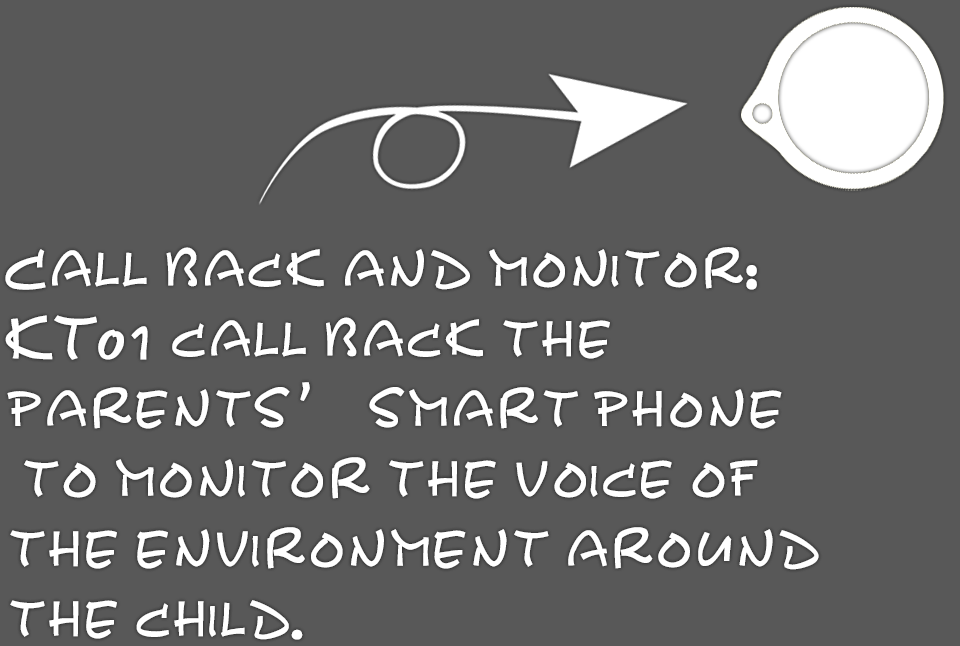 CALL BACK AND MONITOR:
KT01 CALL BACK THE
PARENTS’ SMART PHONE
TO MONITOR THE VOICE OF
THE ENVIRONMENT AROUND
THE CHILD.